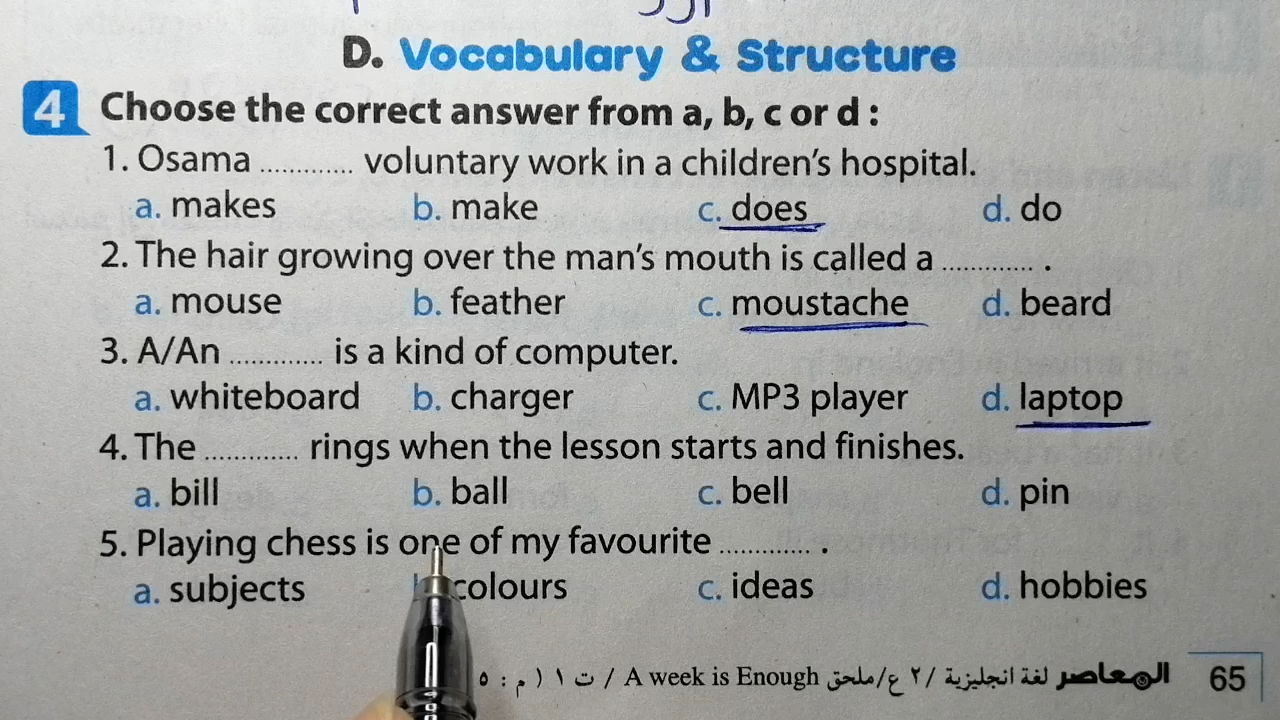 D. Vocabulary & Structure
4 Choose the correct answer from a, b, c or d :
1. Osama ............. voluntary work in a children's hospital.
a. makes b. make c. does d. do
2. The hair growing over the man's mouth is called a ............. .
a. mouse b. feather c. moustache d. beard
3. A/An ............. is a kind of computer.
a. whiteboard b. charger c. MP3 player d. laptop
4. The ............. rings when the lesson starts and finishes.
a. bill b. ball c. bell d. pin
5. Playing chess is one of my favourite ............. .
a. subjects colours c. ideas d. hobbies
المعاصر لغة انجليزية /٢ ع/ملحق A week is Enough / ت ١ (م : ٥ 65